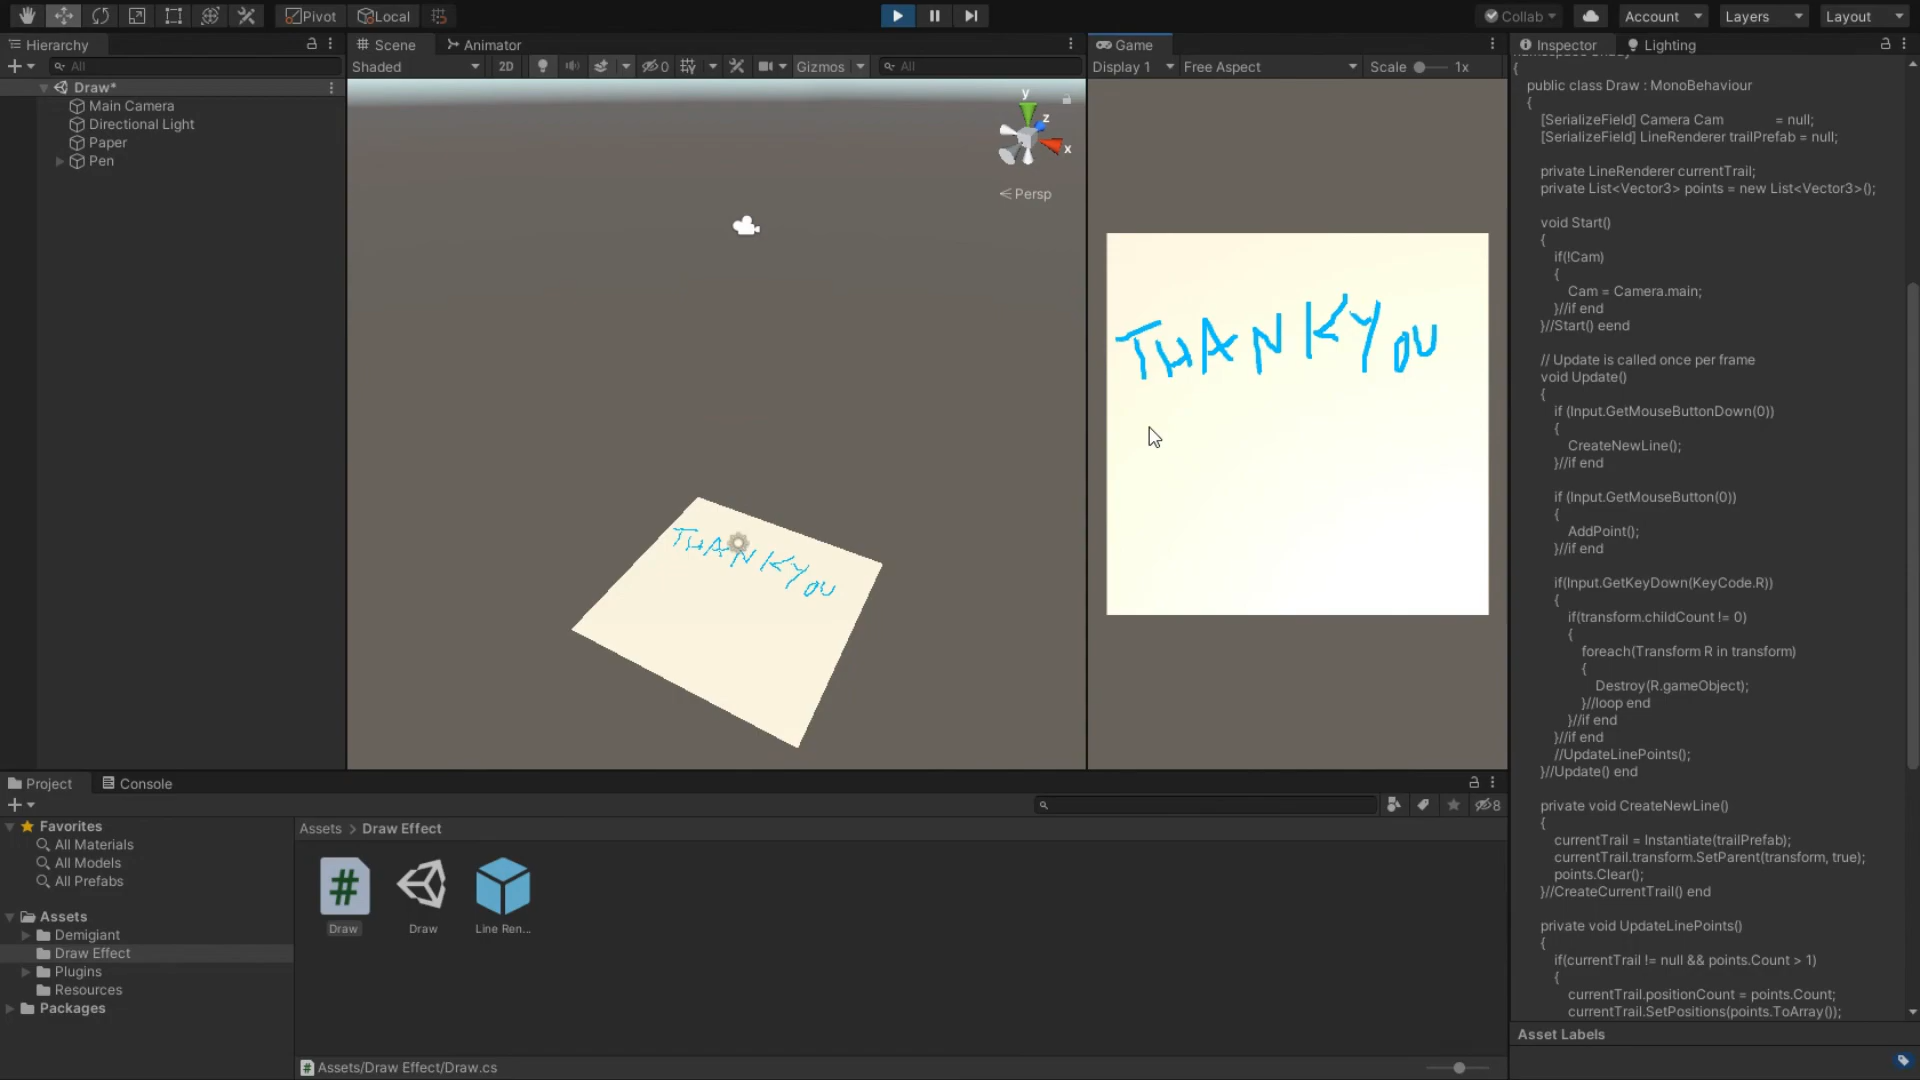 Pivot Local Collab Account Layers Layout
Hierarchy
All
Draw*
Main Camera
Directional Light
Paper
Pen
Scene Animator
Shaded 2D 0 Gizmos All
y
z
x
Persp
THANK YOU
Game
Display 1 Free Aspect Scale 1x
THANK YOU
Inspector Lighting
{
public class Draw : MonoBehaviour
{
[SerializeField] Camera Cam = null;
[SerializeField] LineRenderer trailPrefab = null;
private LineRenderer currentTrail;
private List<Vector3> points = new List<Vector3>();
void Start()
{
if(!Cam)
{
Cam = Camera.main;
}//if end
}//Start() eend
// Update is called once per frame
void Update()
{
if (Input.GetMouseButtonDown(0))
{
CreateNewLine();
}//if end
if (Input.GetMouseButton(0))
{
AddPoint();
}//if end
if(Input.GetKeyDown(KeyCode.R))
{
if(transform.childCount != 0)
{
foreach(Transform R in transform)
{
Destroy(R.gameObject);
}//loop end
}//if end
}//if end
//UpdateLinePoints();
}//Update() end
private void CreateNewLine()
{
currentTrail = Instantiate(trailPrefab);
currentTrail.transform.SetParent(transform, true);
points.Clear();
}//CreateCurrentTrail() end
private void UpdateLinePoints()
{
if(currentTrail != null && points.Count > 1)
{
currentTrail.positionCount = points.Count;
currentTrail.SetPositions(points.ToArray());
Asset Labels
Project Console
8
Favorites
All Materials
All Models
All Prefabs
Assets
Demigiant
Draw Effect
Plugins
Resources
Packages
Assets > Draw Effect
#
Draw
Draw
Line Ren...
Assets/Draw Effect/Draw.cs